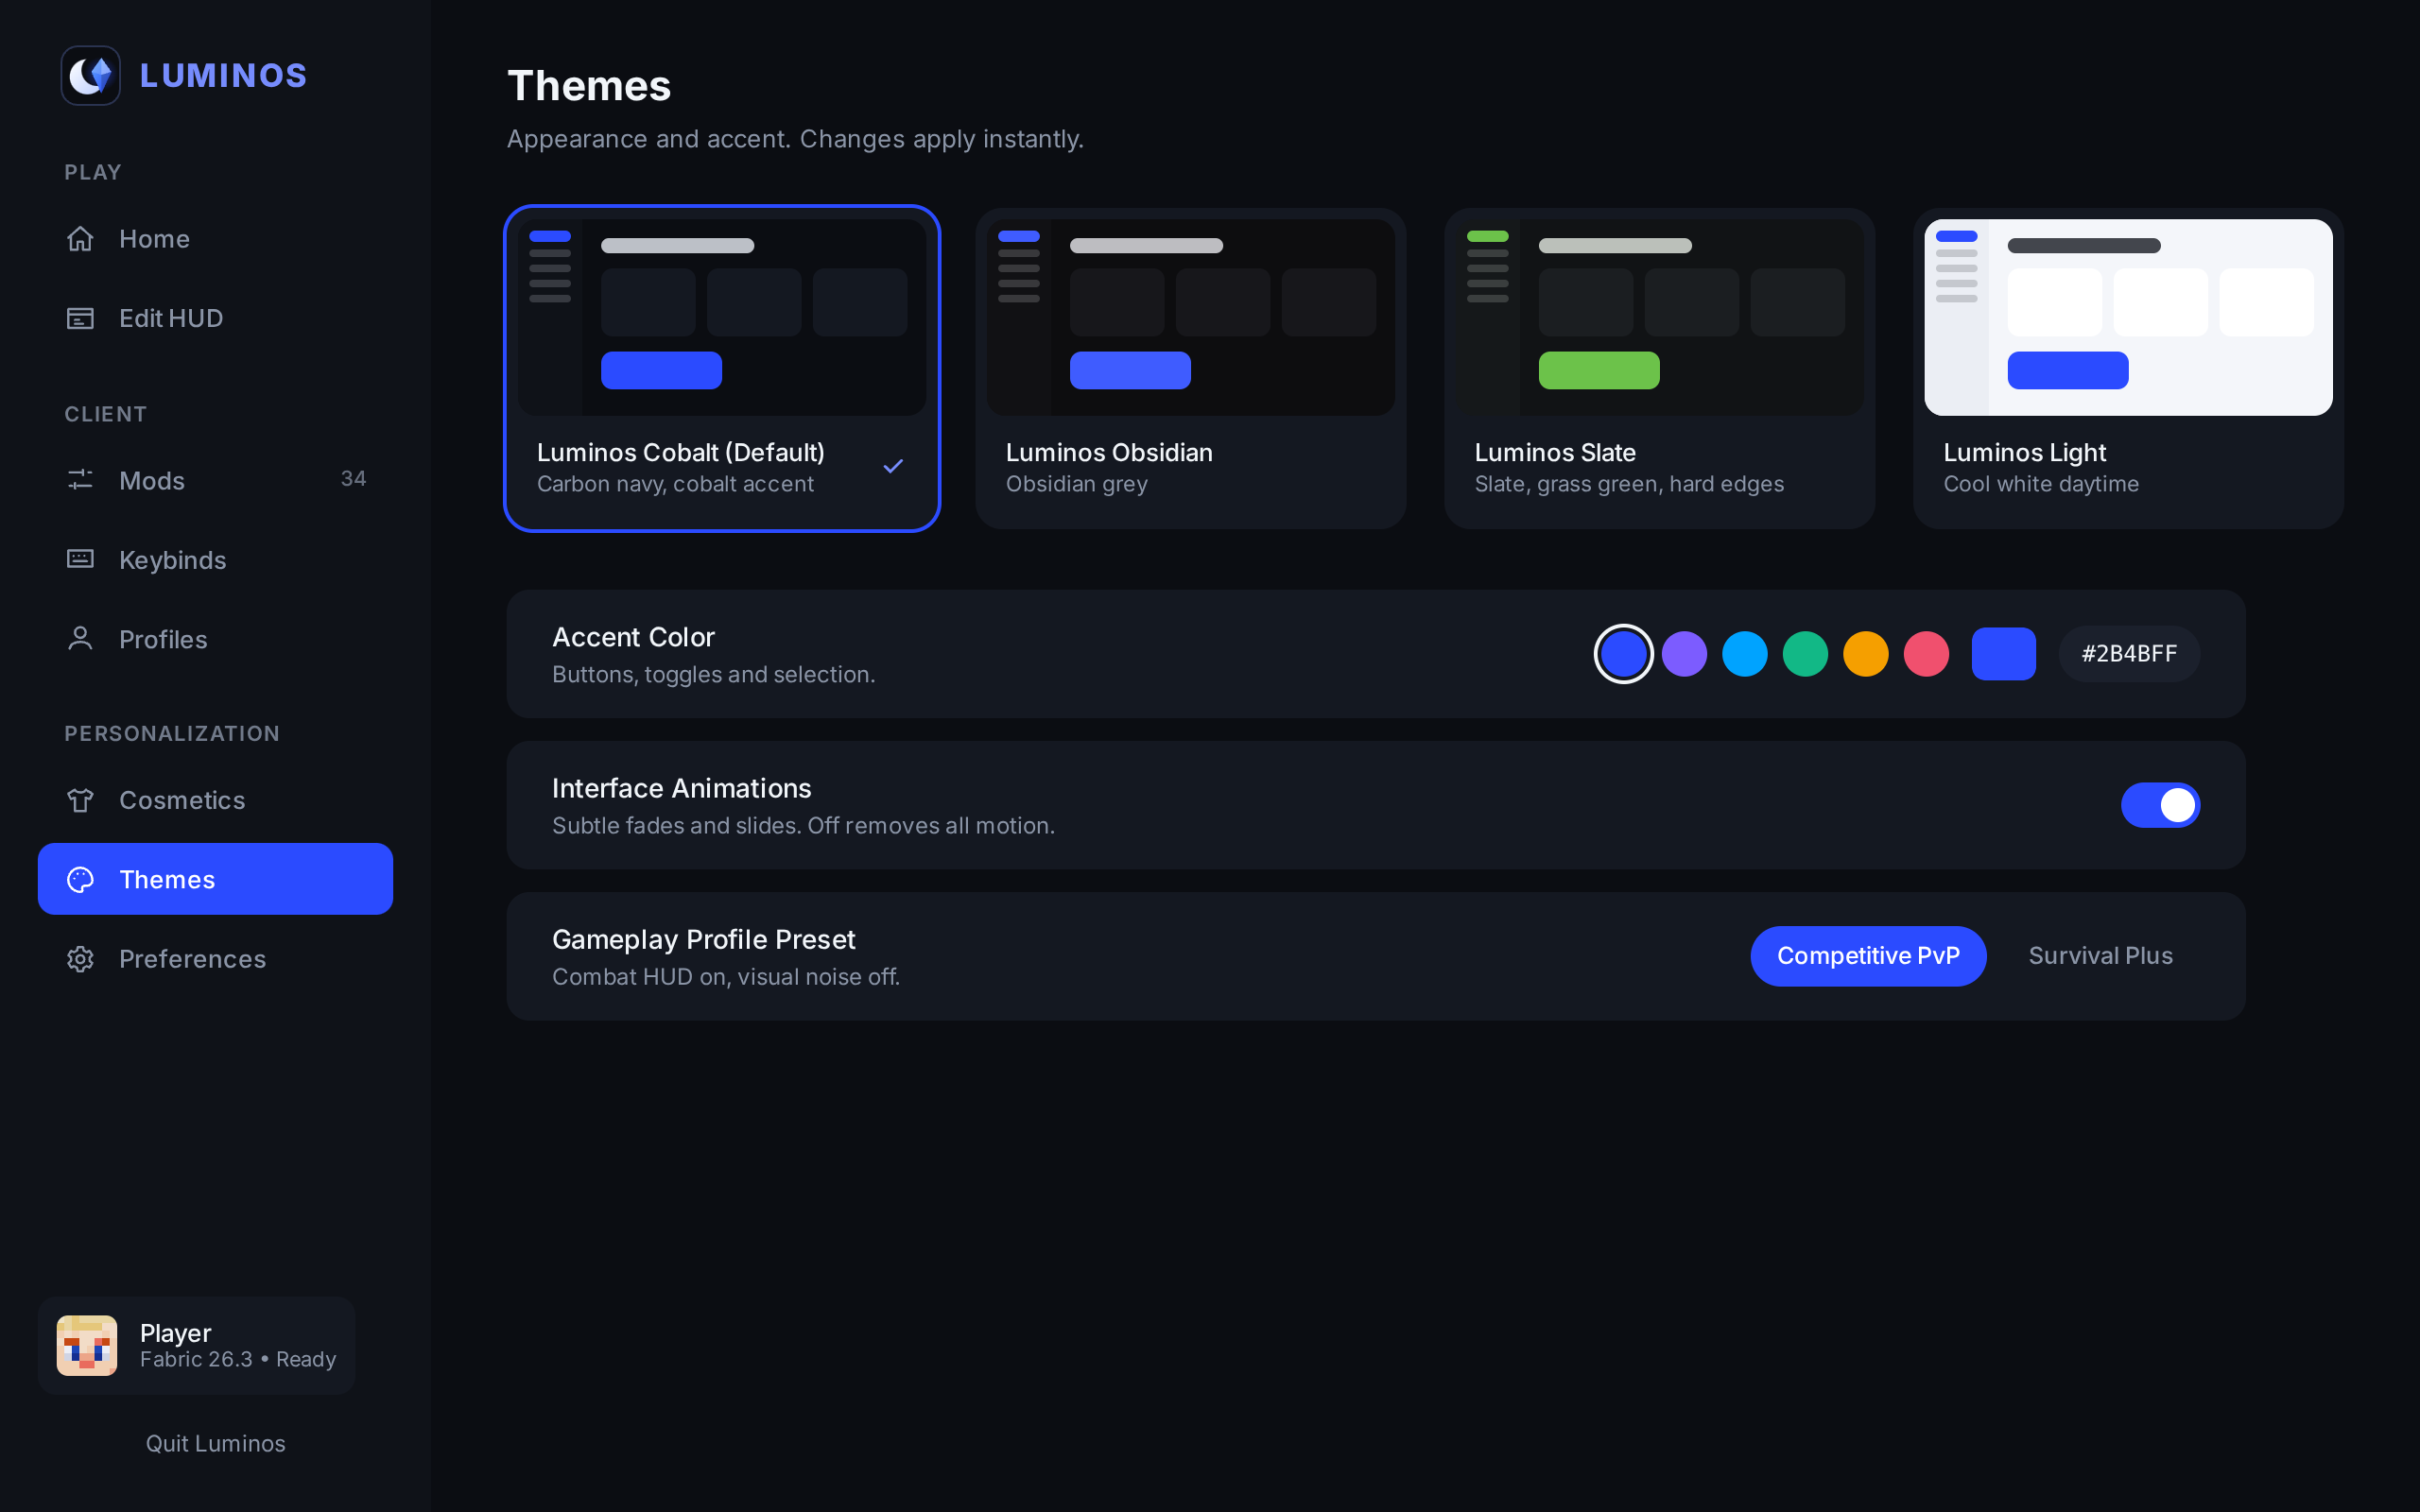 LUMINOS
PLAY
Home
Edit HUD
CLIENT
Mods 34
Keybinds
Profiles
PERSONALIZATION
Cosmetics
Themes
Preferences
Player
Fabric 26.3 • Ready
Quit Luminos
Themes
Appearance and accent. Changes apply instantly.
Luminos Cobalt (Default)
Carbon navy, cobalt accent
Luminos Obsidian
Obsidian grey
Luminos Slate
Slate, grass green, hard edges
Luminos Light
Cool white daytime
Accent Color
Buttons, toggles and selection.
#2B4BFF
Interface Animations
Subtle fades and slides. Off removes all motion.
Gameplay Profile Preset
Combat HUD on, visual noise off.
Competitive PvP
Survival Plus